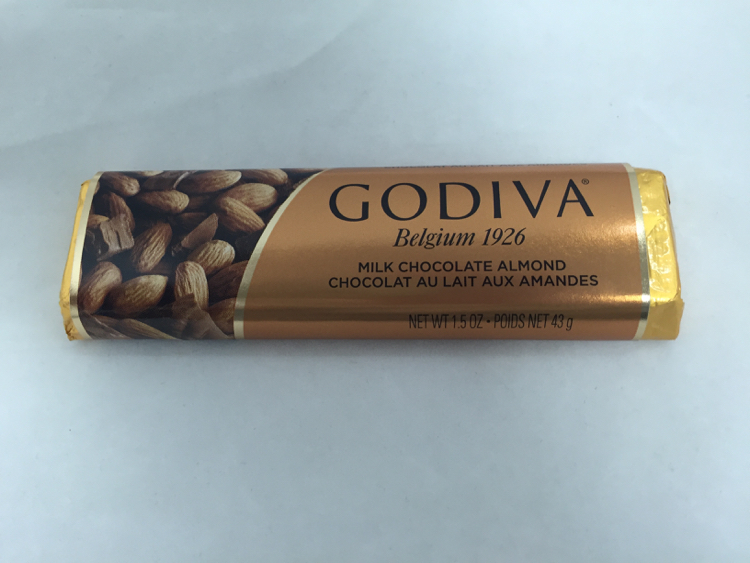 GODIVA®
Belgium 1926
MILK CHOCOLATE ALMOND
CHOCOLAT AU LAIT AUX AMANDES
NET WT 1.5 OZ • POIDS NET 43 g